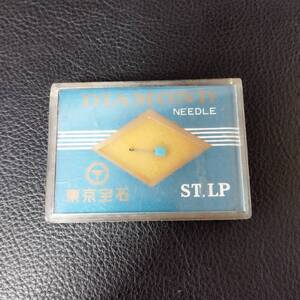 DIAMOND
NEEDLE
東京宝石
ST.LP